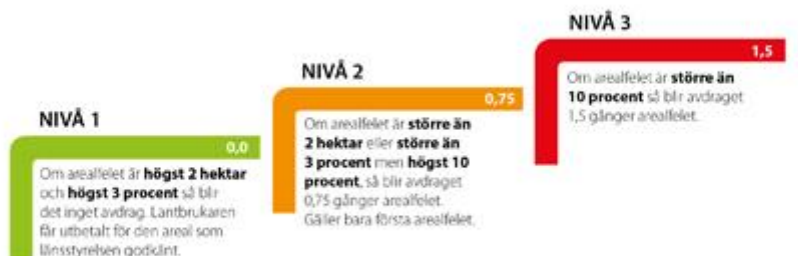 NIVÅ 1
0,0
Om arealfelet är högst 2 hektar
och högst 3 procent så blir
det inget avdrag. Lantbrukaren
får utbetalt för den areal som
länsstyrelsen godkänt.
NIVÅ 2
0,75
Om arealfelet är större än
2 hektar eller större än
3 procent men högst 10
procent, så blir avdraget
0,75 gånger arealfelet.
Gäller bara första arealfelet.
NIVÅ 3
1,5
Om arealfelet är större än
10 procent så blir avdraget
1,5 gånger arealfelet.